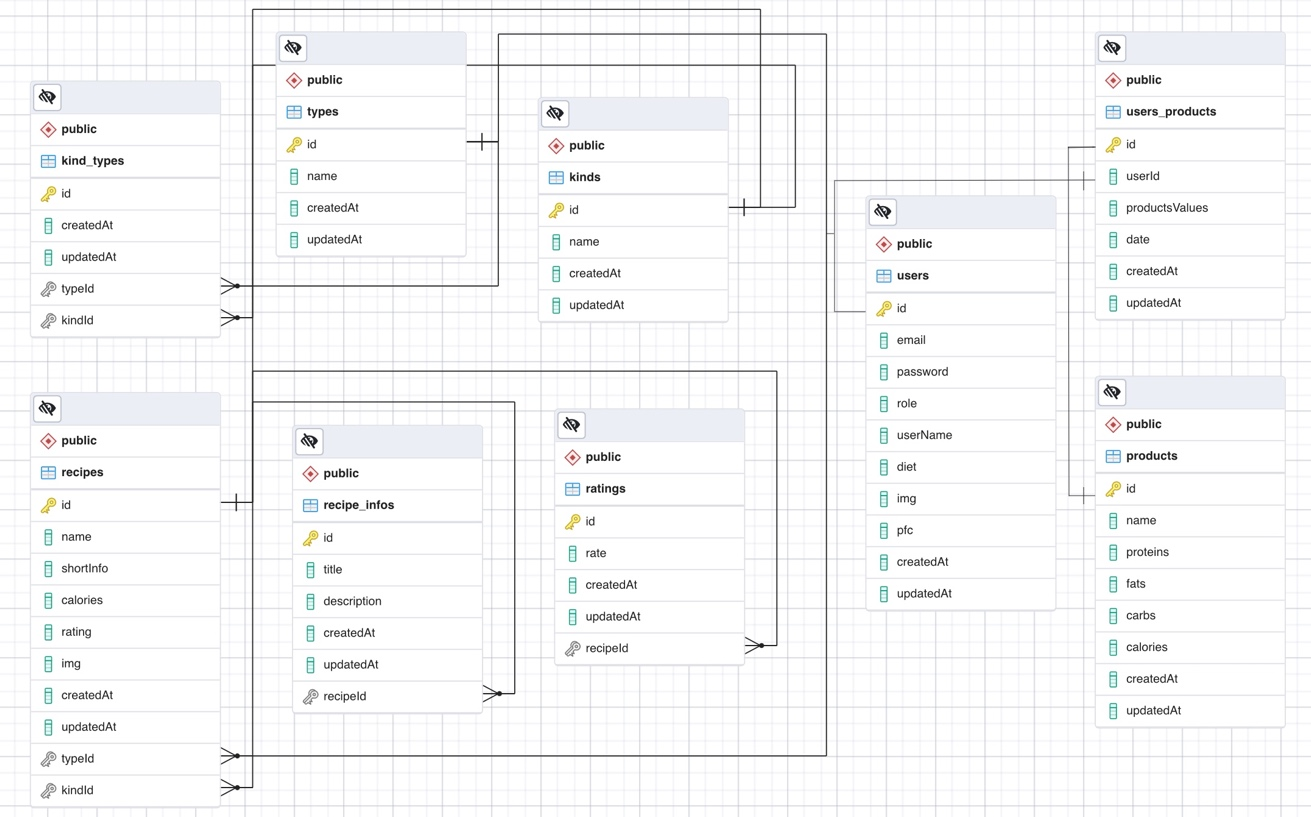 public
kind_types
id
createdAt
updatedAt
typeId
kindId
public
types
id
name
createdAt
updatedAt
public
kinds
id
name
createdAt
updatedAt
public
users
id
email
password
role
userName
diet
img
pfc
createdAt
updatedAt
public
users_products
id
userId
productsValues
date
createdAt
updatedAt
public
recipes
id
name
shortInfo
calories
rating
img
createdAt
updatedAt
typeId
kindId
public
recipe_infos
id
title
description
createdAt
updatedAt
recipeId
public
ratings
id
rate
createdAt
updatedAt
recipeId
public
products
id
name
proteins
fats
carbs
calories
createdAt
updatedAt